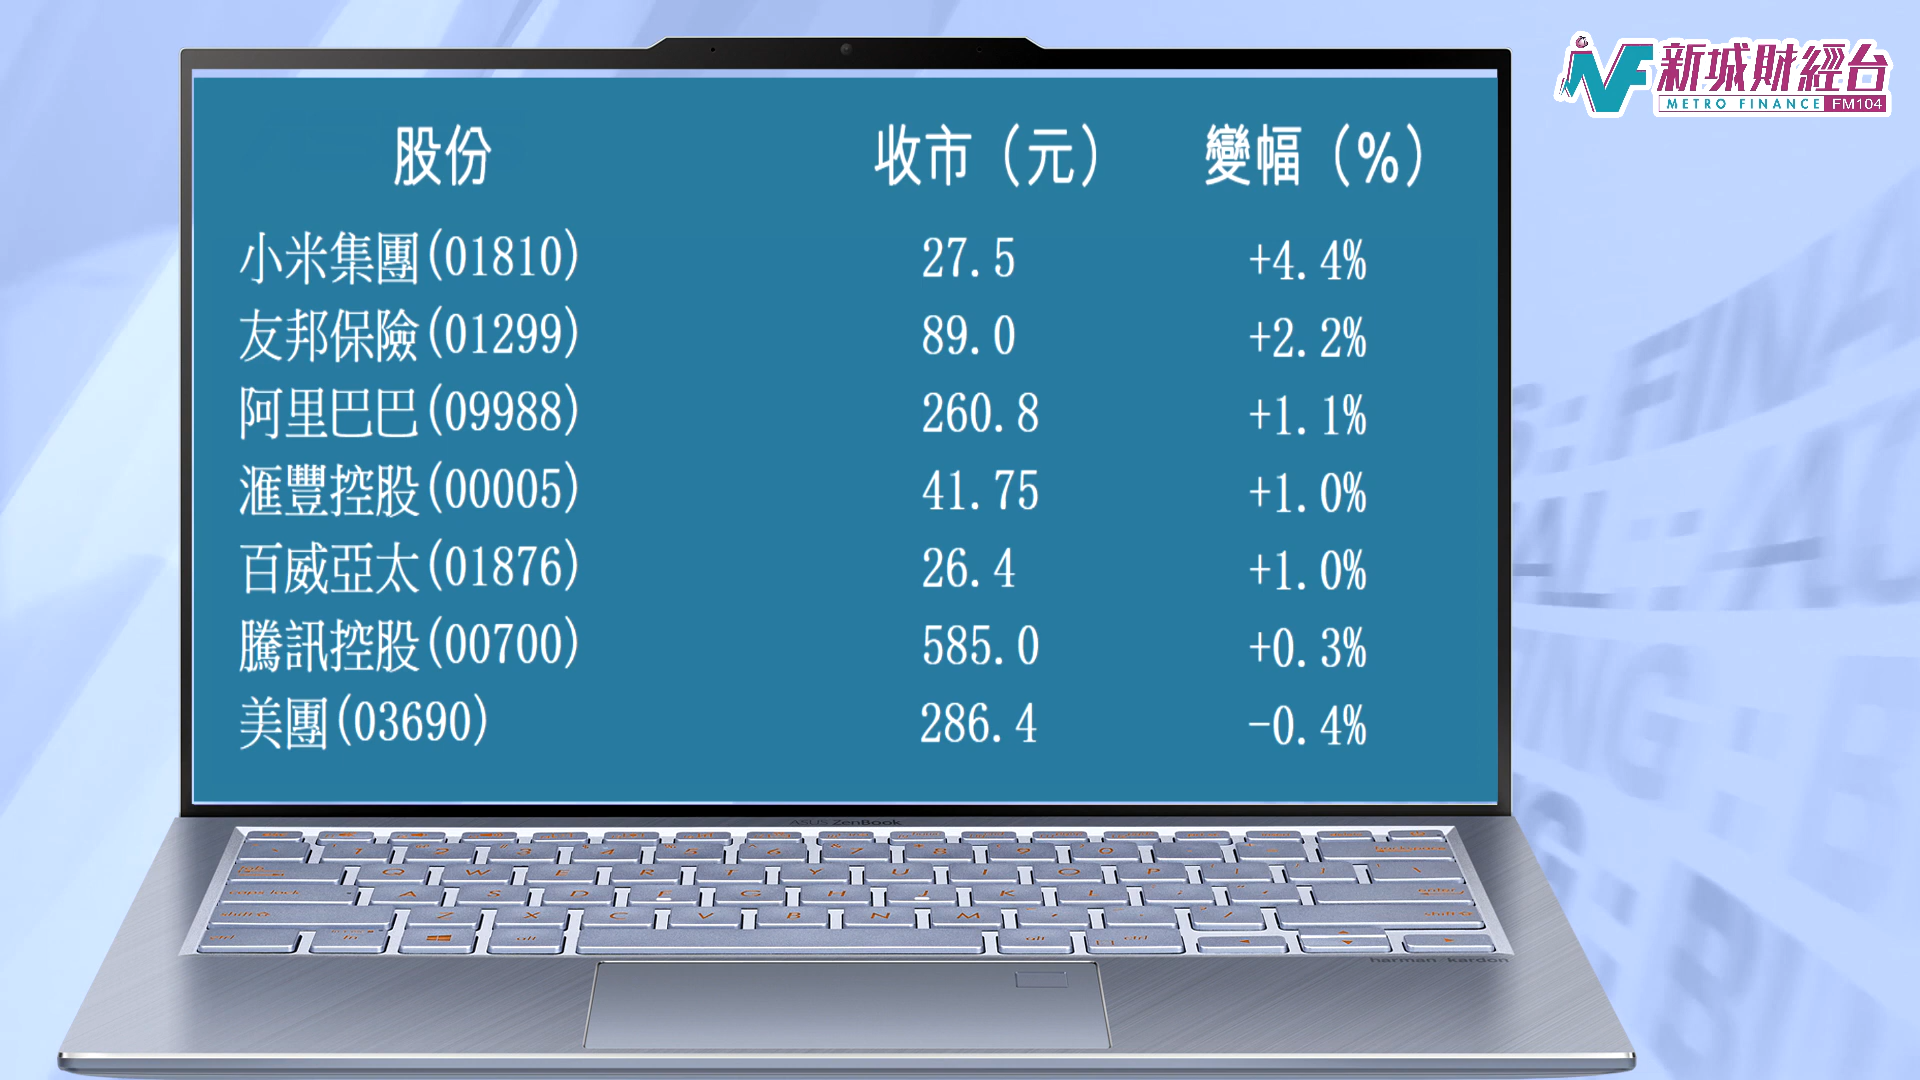 新城財經台
METRO FINANCE FM104
股份 收市（元） 變幅（%）
小米集團(01810) 27.5 +4.4%
友邦保險(01299) 89.0 +2.2%
阿里巴巴(09988) 260.8 +1.1%
滙豐控股(00005) 41.75 +1.0%
百威亞太(01876) 26.4 +1.0%
騰訊控股(00700) 585.0 +0.3%
美團(03690) 286.4 -0.4%
ASUS ZenBook
harman/kardon